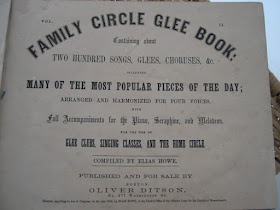 VOL. II.
FAMILY CIRCLE GLEE BOOK:
Containing about
TWO HUNDRED SONGS, GLEES, CHORUSES, &c.
INCLUDING
MANY OF THE MOST POPULAR PIECES OF THE DAY;
ARRANGED AND HARMONIZED FOR FOUR VOICES,
WITH
Full Accompaniments for the Piano, Seraphine, and Melodeon.
FOR THE USE OF
GLEE CLUBS, SINGING CLASSES, AND THE HOME CIRCLE.
COMPILED BY ELIAS HOWE.
PUBLISHED AND FOR SALE BY
BOSTON:
OLIVER DITSON,
WASHINGTON